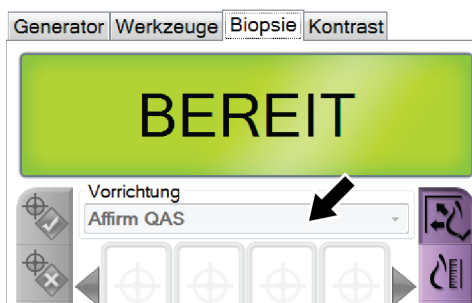 Generator Werkzeuge Biopsie Kontrast
BEREIT
Vorrichtung
Affirm QAS